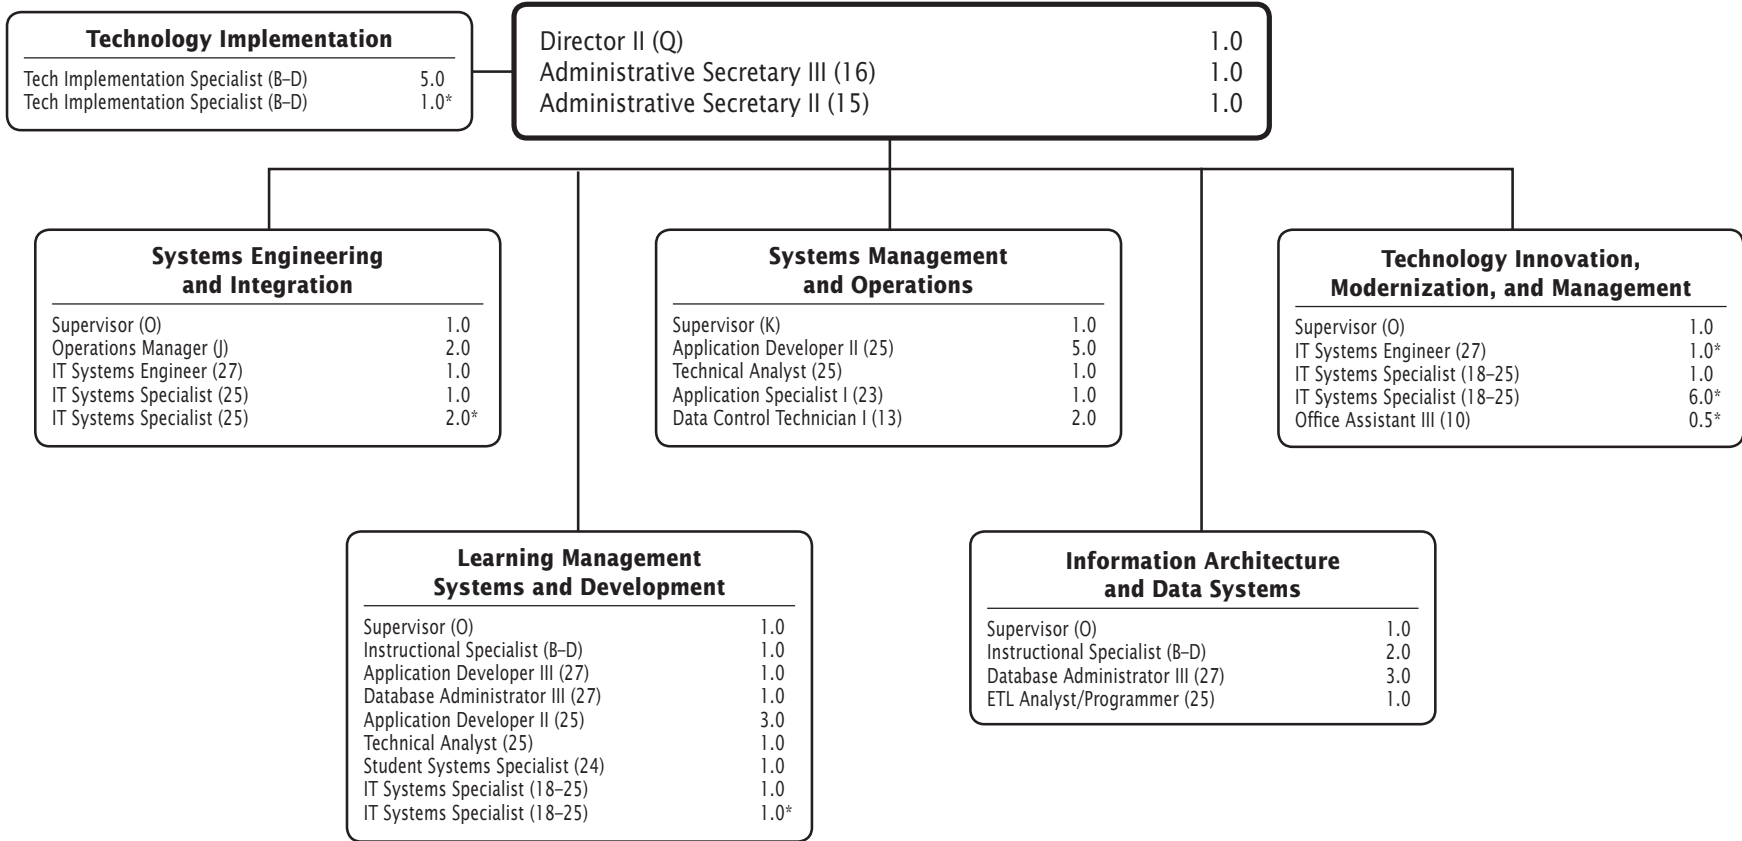 Technology Implementation
Tech Implementation Specialist (B–D) 5.0
Tech Implementation Specialist (B–D) 1.0*
Director II (Q) 1.0
Administrative Secretary III (16) 1.0
Administrative Secretary II (15) 1.0
Systems Engineering
and Integration
Supervisor (O) 1.0
Operations Manager (J) 2.0
IT Systems Engineer (27) 1.0
IT Systems Specialist (25) 1.0
IT Systems Specialist (25) 2.0*
Systems Management
and Operations
Supervisor (K) 1.0
Application Developer II (25) 5.0
Technical Analyst (25) 1.0
Application Specialist I (23) 1.0
Data Control Technician I (13) 2.0
Technology Innovation,
Modernization, and Management
Supervisor (O) 1.0
IT Systems Engineer (27) 1.0*
IT Systems Specialist (18–25) 1.0
IT Systems Specialist (18–25) 6.0*
Office Assistant III (10) 0.5*
Learning Management
Systems and Development
Supervisor (O) 1.0
Instructional Specialist (B–D) 1.0
Application Developer III (27) 1.0
Database Administrator III (27) 1.0
Application Developer II (25) 3.0
Technical Analyst (25) 1.0
Student Systems Specialist (24) 1.0
IT Systems Specialist (18–25) 1.0
IT Systems Specialist (18–25) 1.0*
Information Architecture
and Data Systems
Supervisor (O) 1.0
Instructional Specialist (B–D) 2.0
Database Administrator III (27) 3.0
ETL Analyst/Programmer (25) 1.0